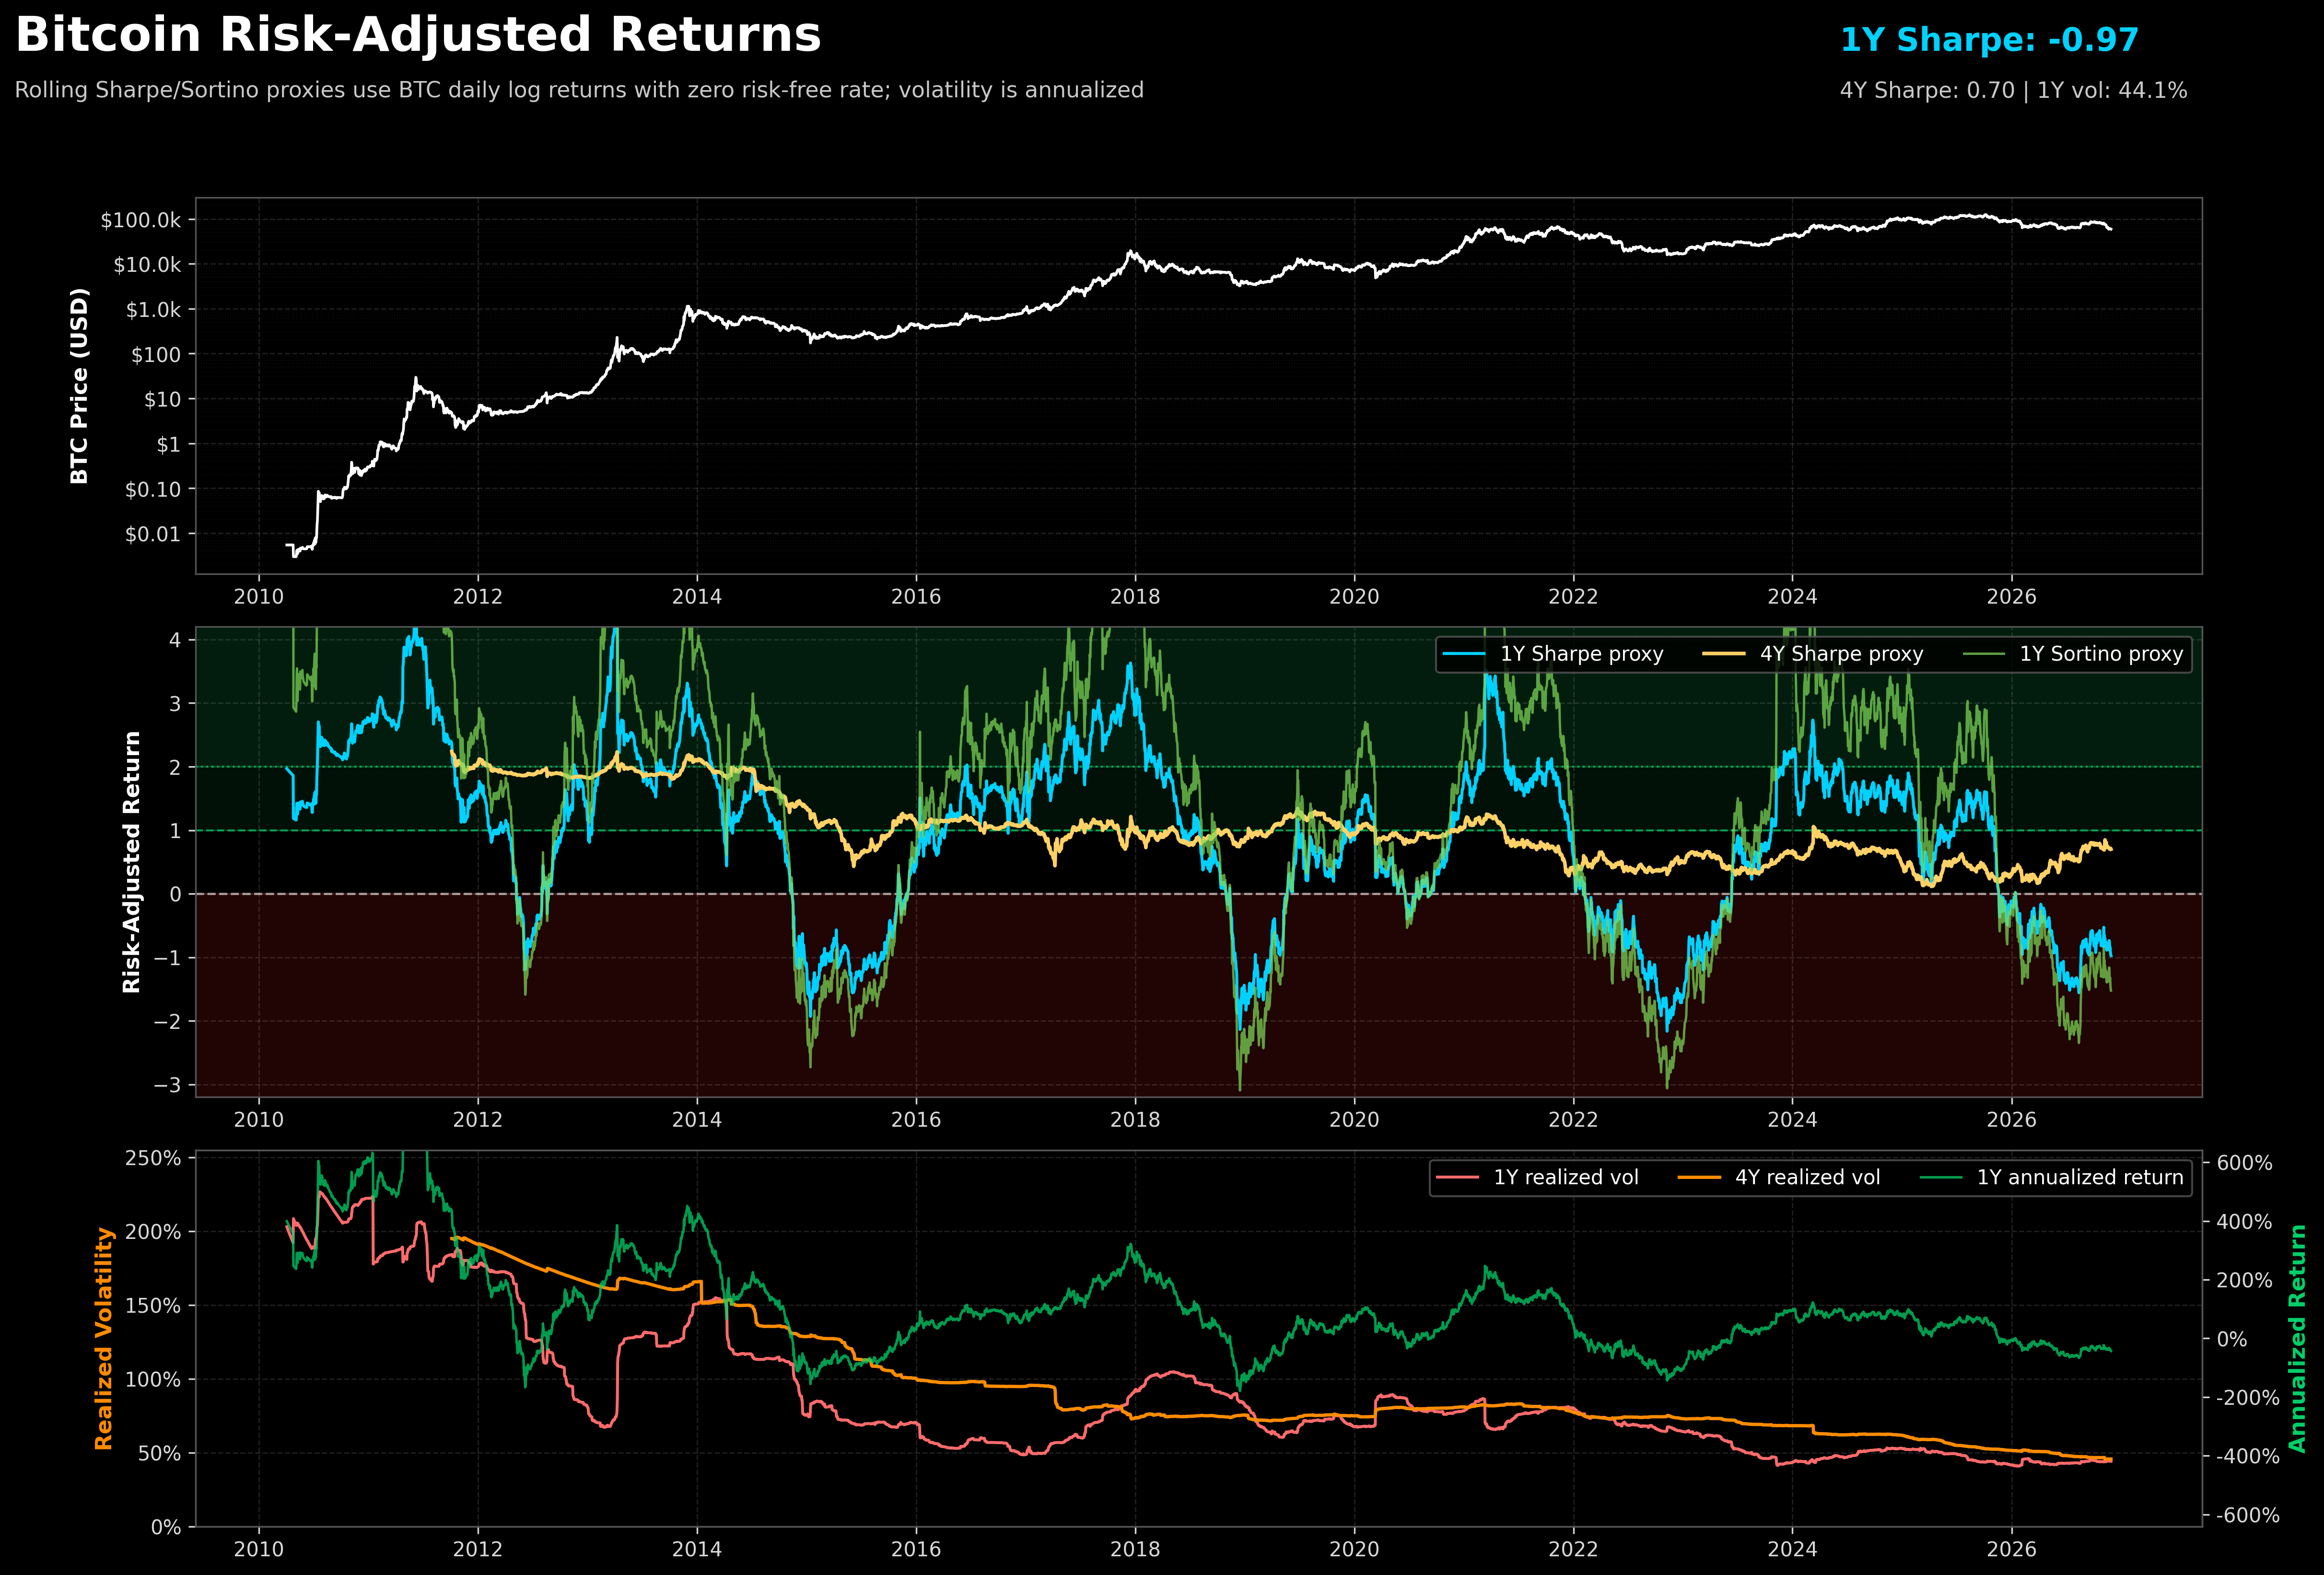 Bitcoin Risk-Adjusted Returns
1Y Sharpe: -0.97
Rolling Sharpe/Sortino proxies use BTC daily log returns with zero risk-free rate; volatility is annualized
4Y Sharpe: 0.70 | 1Y vol: 44.1%
BTC Price (USD)
$100.0k
$10.0k
$1.0k
$100
$10
$1
$0.10
$0.01
2010 2012 2014 2016 2018 2020 2022 2024 2026
Risk-Adjusted Return
1Y Sharpe proxy 4Y Sharpe proxy 1Y Sortino proxy
4
3
2
1
0
−1
−2
−3
2010 2012 2014 2016 2018 2020 2022 2024 2026
Realized Volatility
1Y realized vol 4Y realized vol 1Y annualized return
250%
200%
150%
100%
50%
0%
600%
400%
200%
0%
-200%
-400%
-600%
Annualized Return
2010 2012 2014 2016 2018 2020 2022 2024 2026